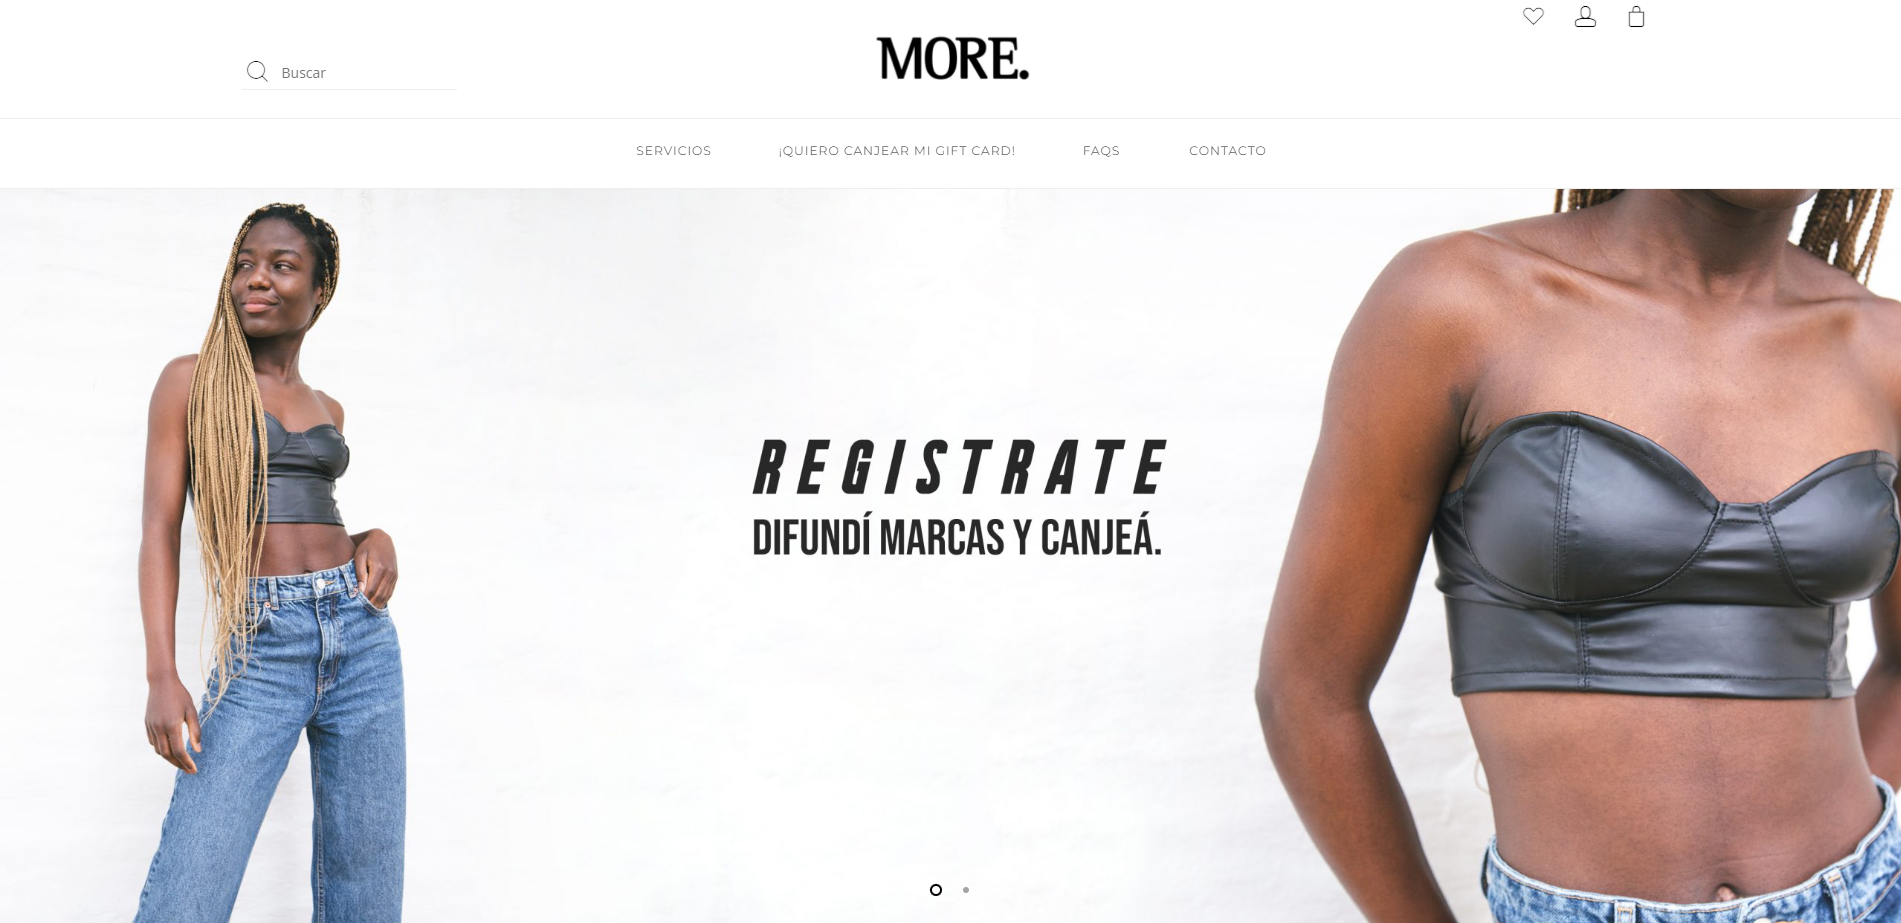 MORE.
Buscar
SERVICIOS
¡QUIERO CANJEAR MI GIFT CARD!
FAQS
CONTACTO
REGISTRATE
DIFUNDÍ MARCAS Y CANJEÁ.